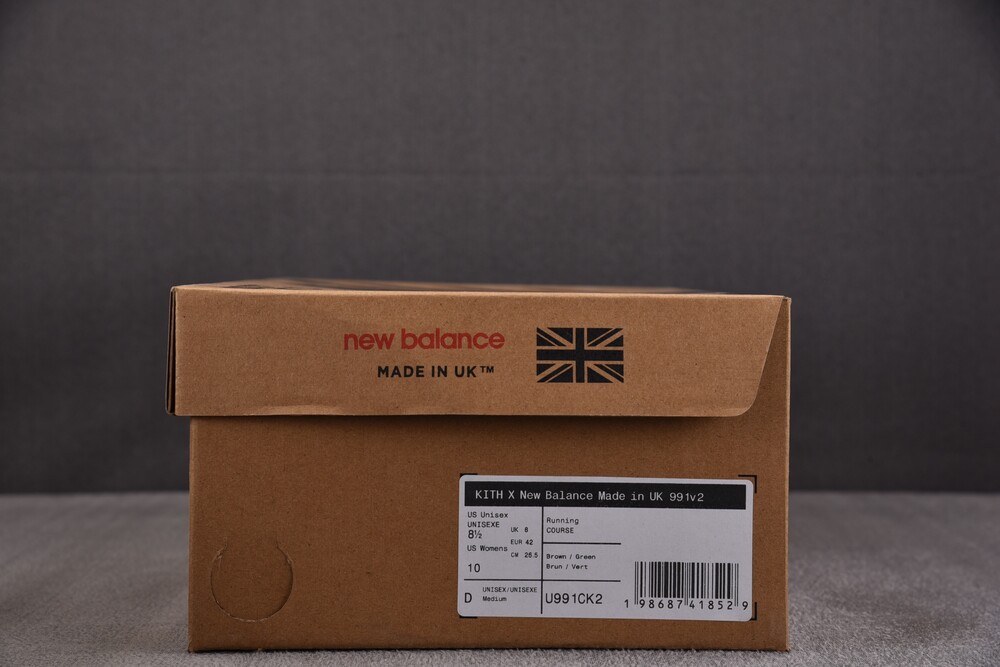 new balance
MADE IN UK™
KITH X New Balance Made in UK 991v2
US Unisex
UNISEXE
8½
US Womens
10
UK 8
EUR 42
CM 26.5
Running
COURSE
Brown / Green
Brun / Vert
D
UNISEX/UNISEXE
Medium
U991CK2
1 98687 41852 9